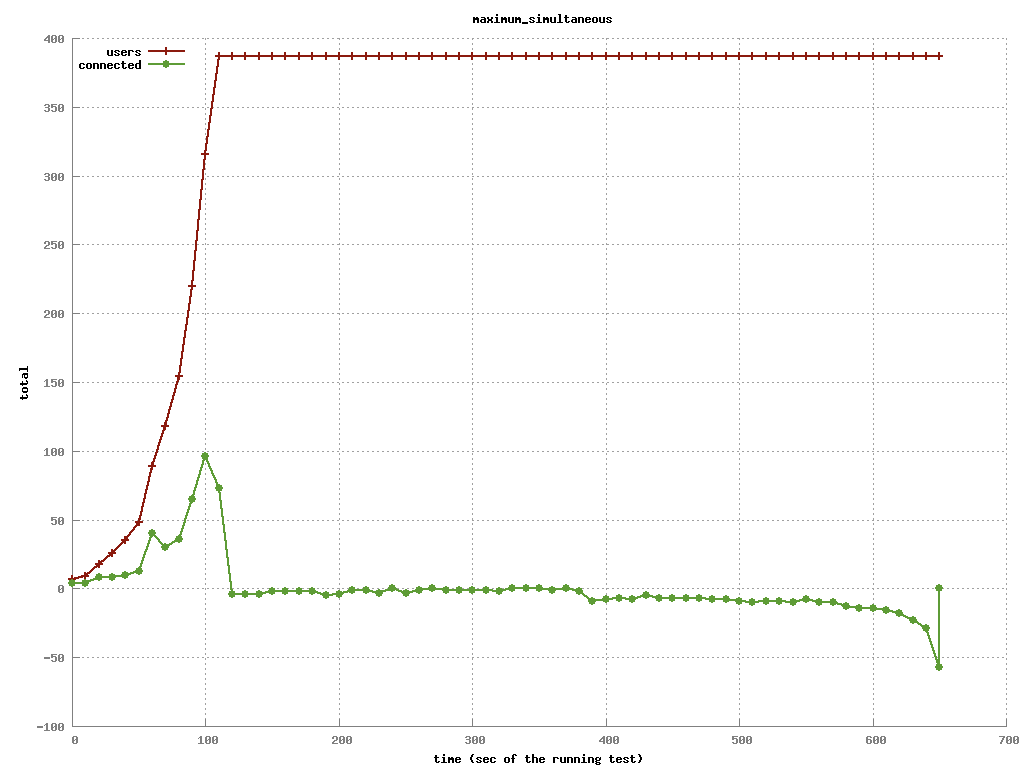 maximum_simultaneous
400
users
connected
350
300
250
200
150
100
50
0
-50
-100
total
0 100 200 300 400 500 600 700
time (sec of the running test)